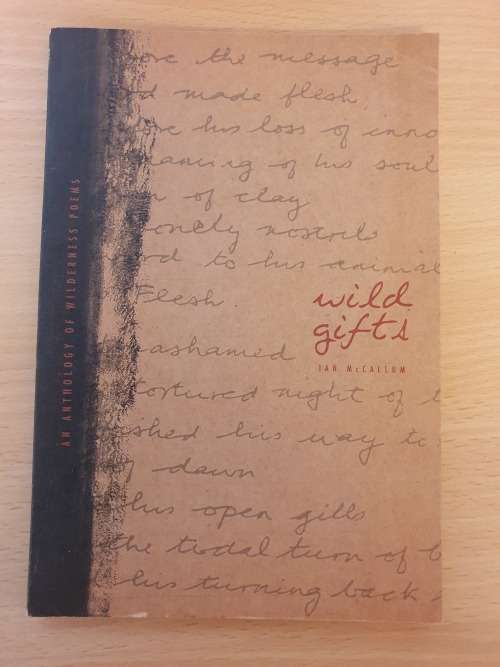 AN ANTHOLOGY OF WILDERNESS POEMS
the message
made flesh,
his loss of inno
of his soul
of clay
lonely nostrils
to his animal
Flesh.
wild
gifts
IAN McCALLUM
ashamed
tortured night of
ished his way to
dawn
his open gills
the tidal turn of t
his turning back